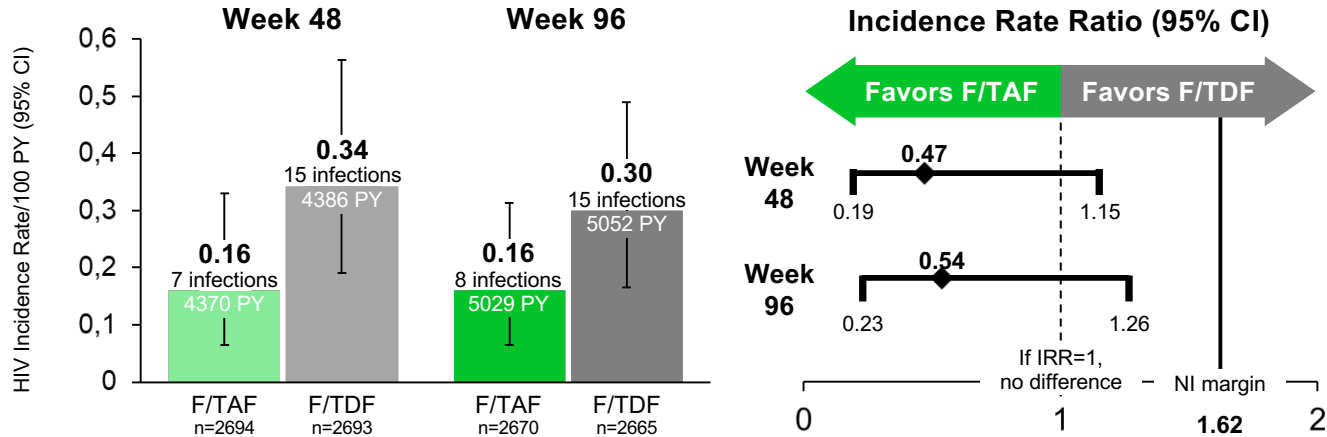 Week 48
Week 96
HIV Incidence Rate/100 PY (95% CI)
0,6
0,5
0,4
0,3
0,2
0,1
0
0.16
7 infections
4370 PY
0.34
15 infections
4386 PY
0.16
8 infections
5029 PY
0.30
15 infections
5052 PY
F/TAF
n=2694
F/TDF
n=2693
F/TAF
n=2670
F/TDF
n=2665
Incidence Rate Ratio (95% CI)
Favors F/TAF
Favors F/TDF
Week
48
0.47
0.19
1.15
Week
96
0.54
0.23
1.26
If IRR=1,
no difference
NI margin
1.62
0
1
2